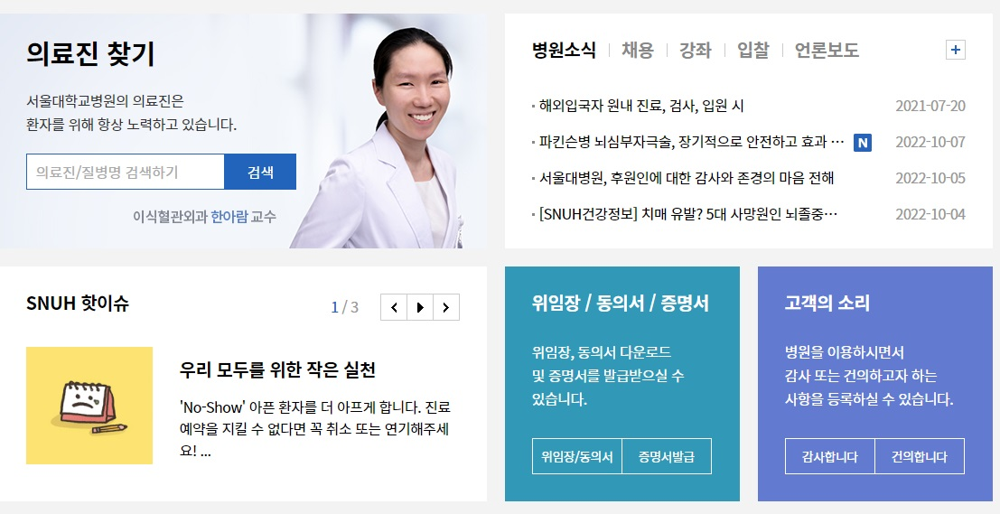 의료진 찾기
서울대학교병원의 의료진은
환자를 위해 항상 노력하고 있습니다.
의료진/질병명 검색하기 검색
이식혈관외과 한아람 교수
병원소식 채용 강좌 입찰 언론보도 +
해외입국자 원내 진료, 검사, 입원 시 2021-07-20
파킨슨병 뇌심부자극술, 장기적으로 안전하고 효과 … N 2022-10-07
서울대병원, 후원인에 대한 감사와 존경의 마음 전해 2022-10-05
[SNUH건강정보] 치매 유발? 5대 사망원인 뇌졸중… 2022-10-04
SNUH 핫이슈 1 / 3
우리 모두를 위한 작은 실천
'No-Show' 아픈 환자를 더 아프게 합니다. 진료
예약을 지킬 수 없다면 꼭 취소 또는 연기해주세
요! ...
위임장 / 동의서 / 증명서
위임장, 동의서 다운로드
및 증명서를 발급받으실 수
있습니다.
위임장/동의서 증명서발급
고객의 소리
병원을 이용하시면서
감사 또는 건의하고자 하는
사항을 등록하실 수 있습니다.
감사합니다 건의합니다